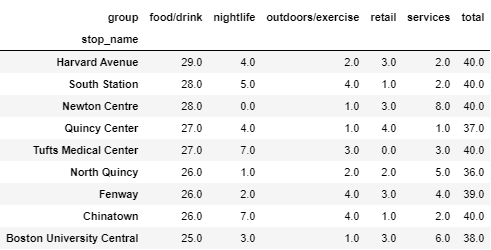 group food/drink nightlife outdoors/exercise retail services total
stop_name
Harvard Avenue 29.0 4.0 2.0 3.0 2.0 40.0
South Station 28.0 5.0 4.0 1.0 2.0 40.0
Newton Centre 28.0 0.0 1.0 3.0 8.0 40.0
Quincy Center 27.0 4.0 1.0 4.0 1.0 37.0
Tufts Medical Center 27.0 7.0 3.0 0.0 3.0 40.0
North Quincy 26.0 1.0 2.0 2.0 5.0 36.0
Fenway 26.0 2.0 4.0 3.0 4.0 39.0
Chinatown 26.0 7.0 4.0 1.0 2.0 40.0
Boston University Central 25.0 3.0 1.0 3.0 6.0 38.0